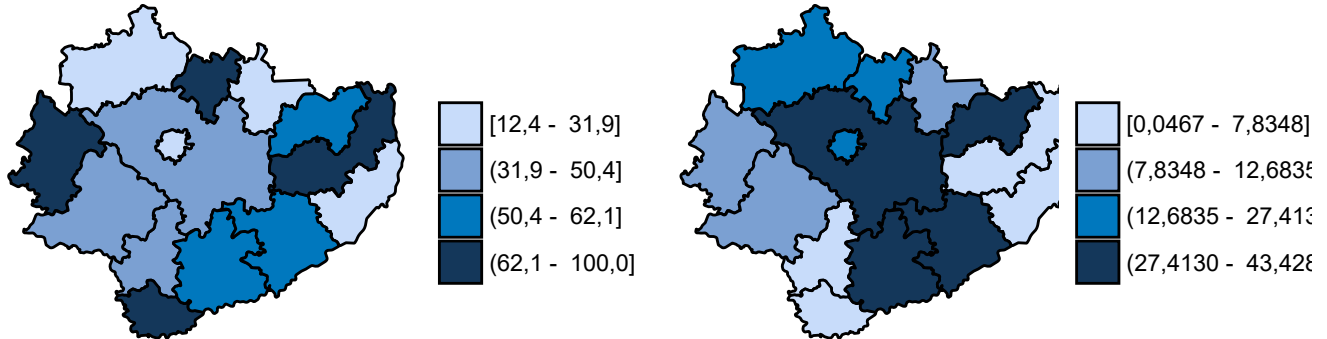 [12,4 - 31,9]
(31,9 - 50,4]
(50,4 - 62,1]
(62,1 - 100,0]
[0,0467 - 7,8348]
(7,8348 - 12,6835
(12,6835 - 27,413
(27,4130 - 43,428